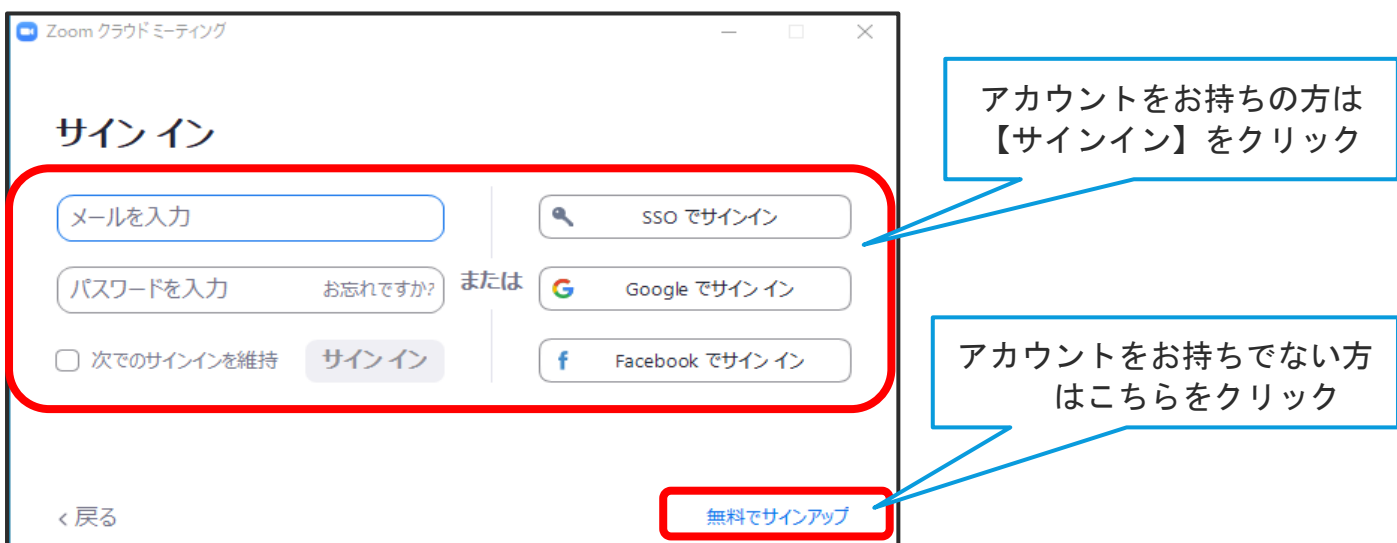 Zoom クラウド ミーティング
サイン イン
メールを入力
パスワードを入力 お忘れですか?
次でのサインインを維持 サイン イン
または
SSO でサインイン
Google でサイン イン
Facebook でサイン イン
< 戻る
無料でサインアップ
アカウントをお持ちの方は
【サインイン】をクリック
アカウントをお持ちでない方
はこちらをクリック